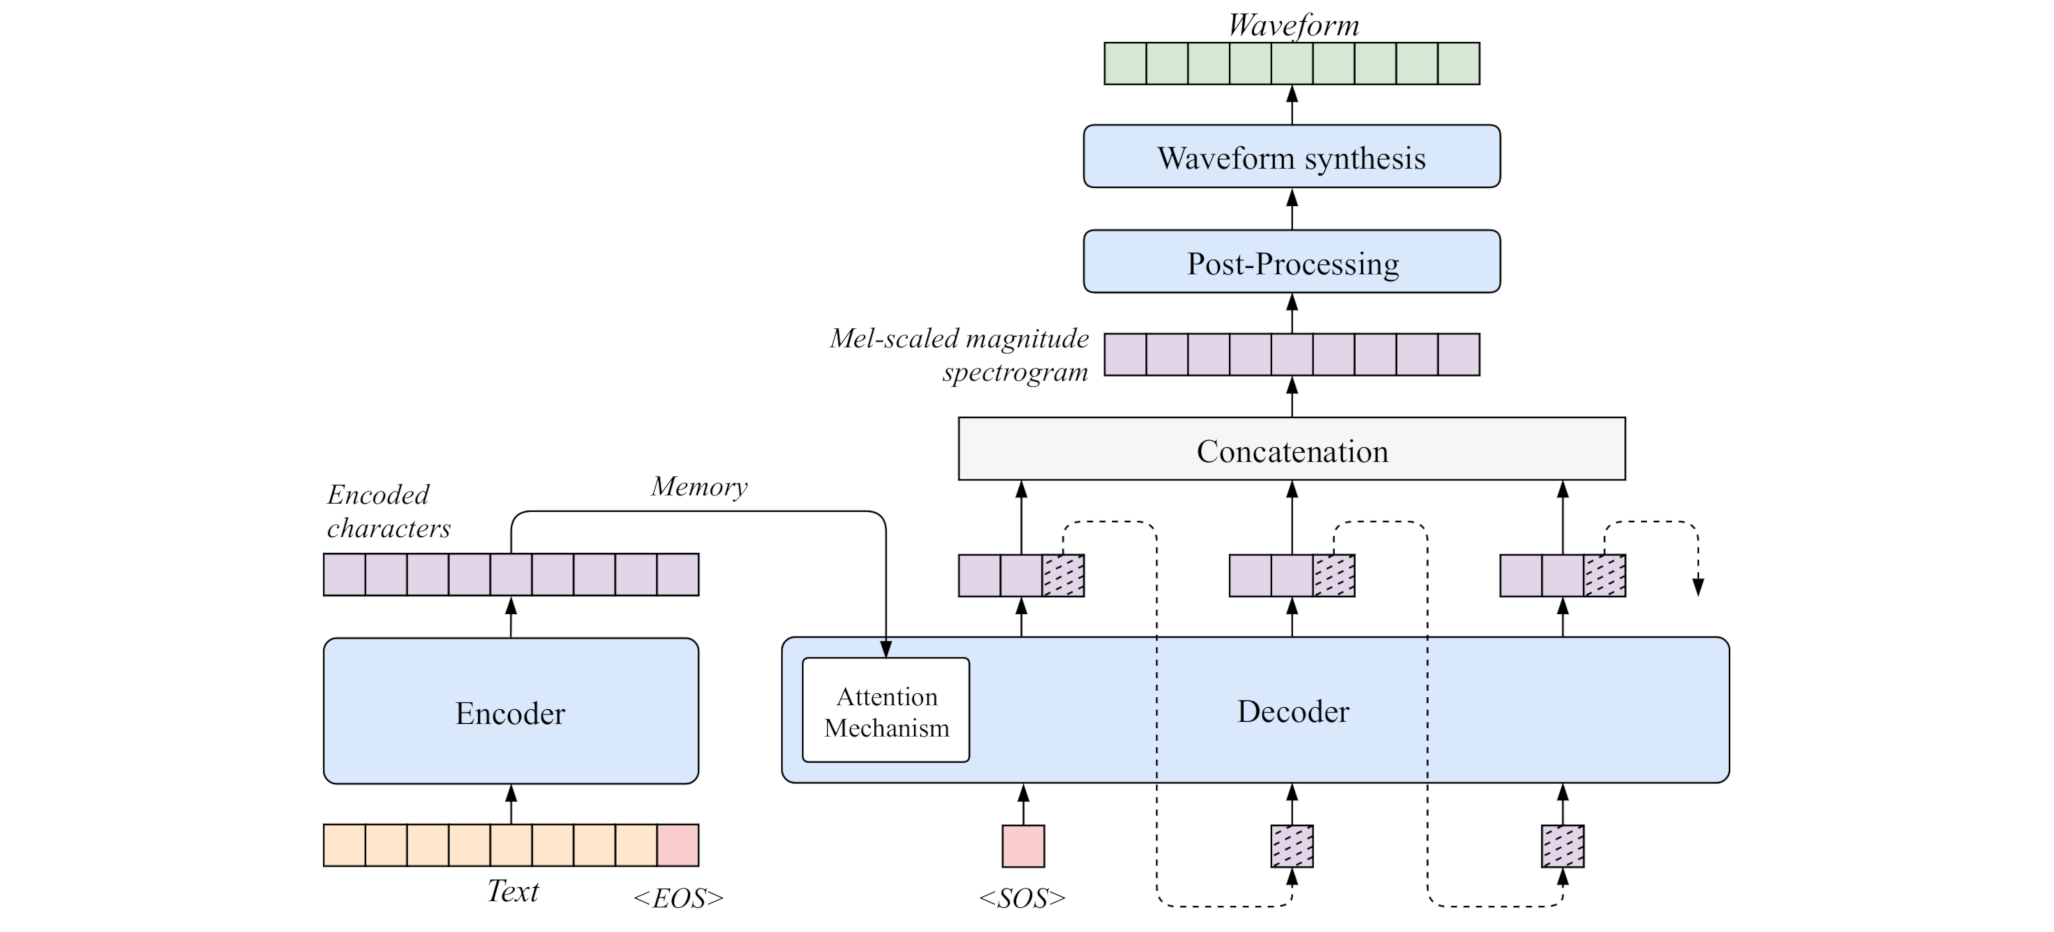 Waveform
Waveform synthesis
Post-Processing
Mel-scaled magnitude
spectrogram
Concatenation
Encoded
characters
Memory
Encoder
Attention
Mechanism
Decoder
Text
<EOS>
<SOS>